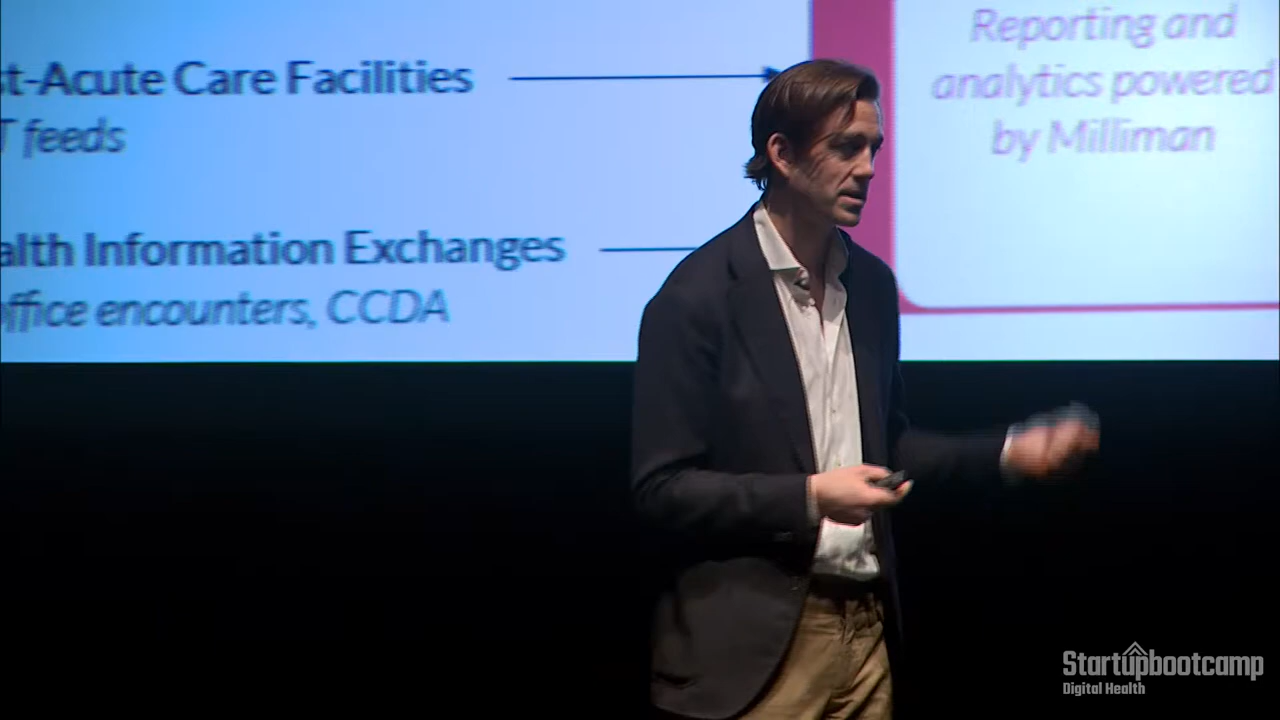 st-Acute Care Facilities
T feeds
alth Information Exchanges
office encounters, CCDA
Reporting and
analytics powered
by Milliman
Startupbootcamp
Digital Health